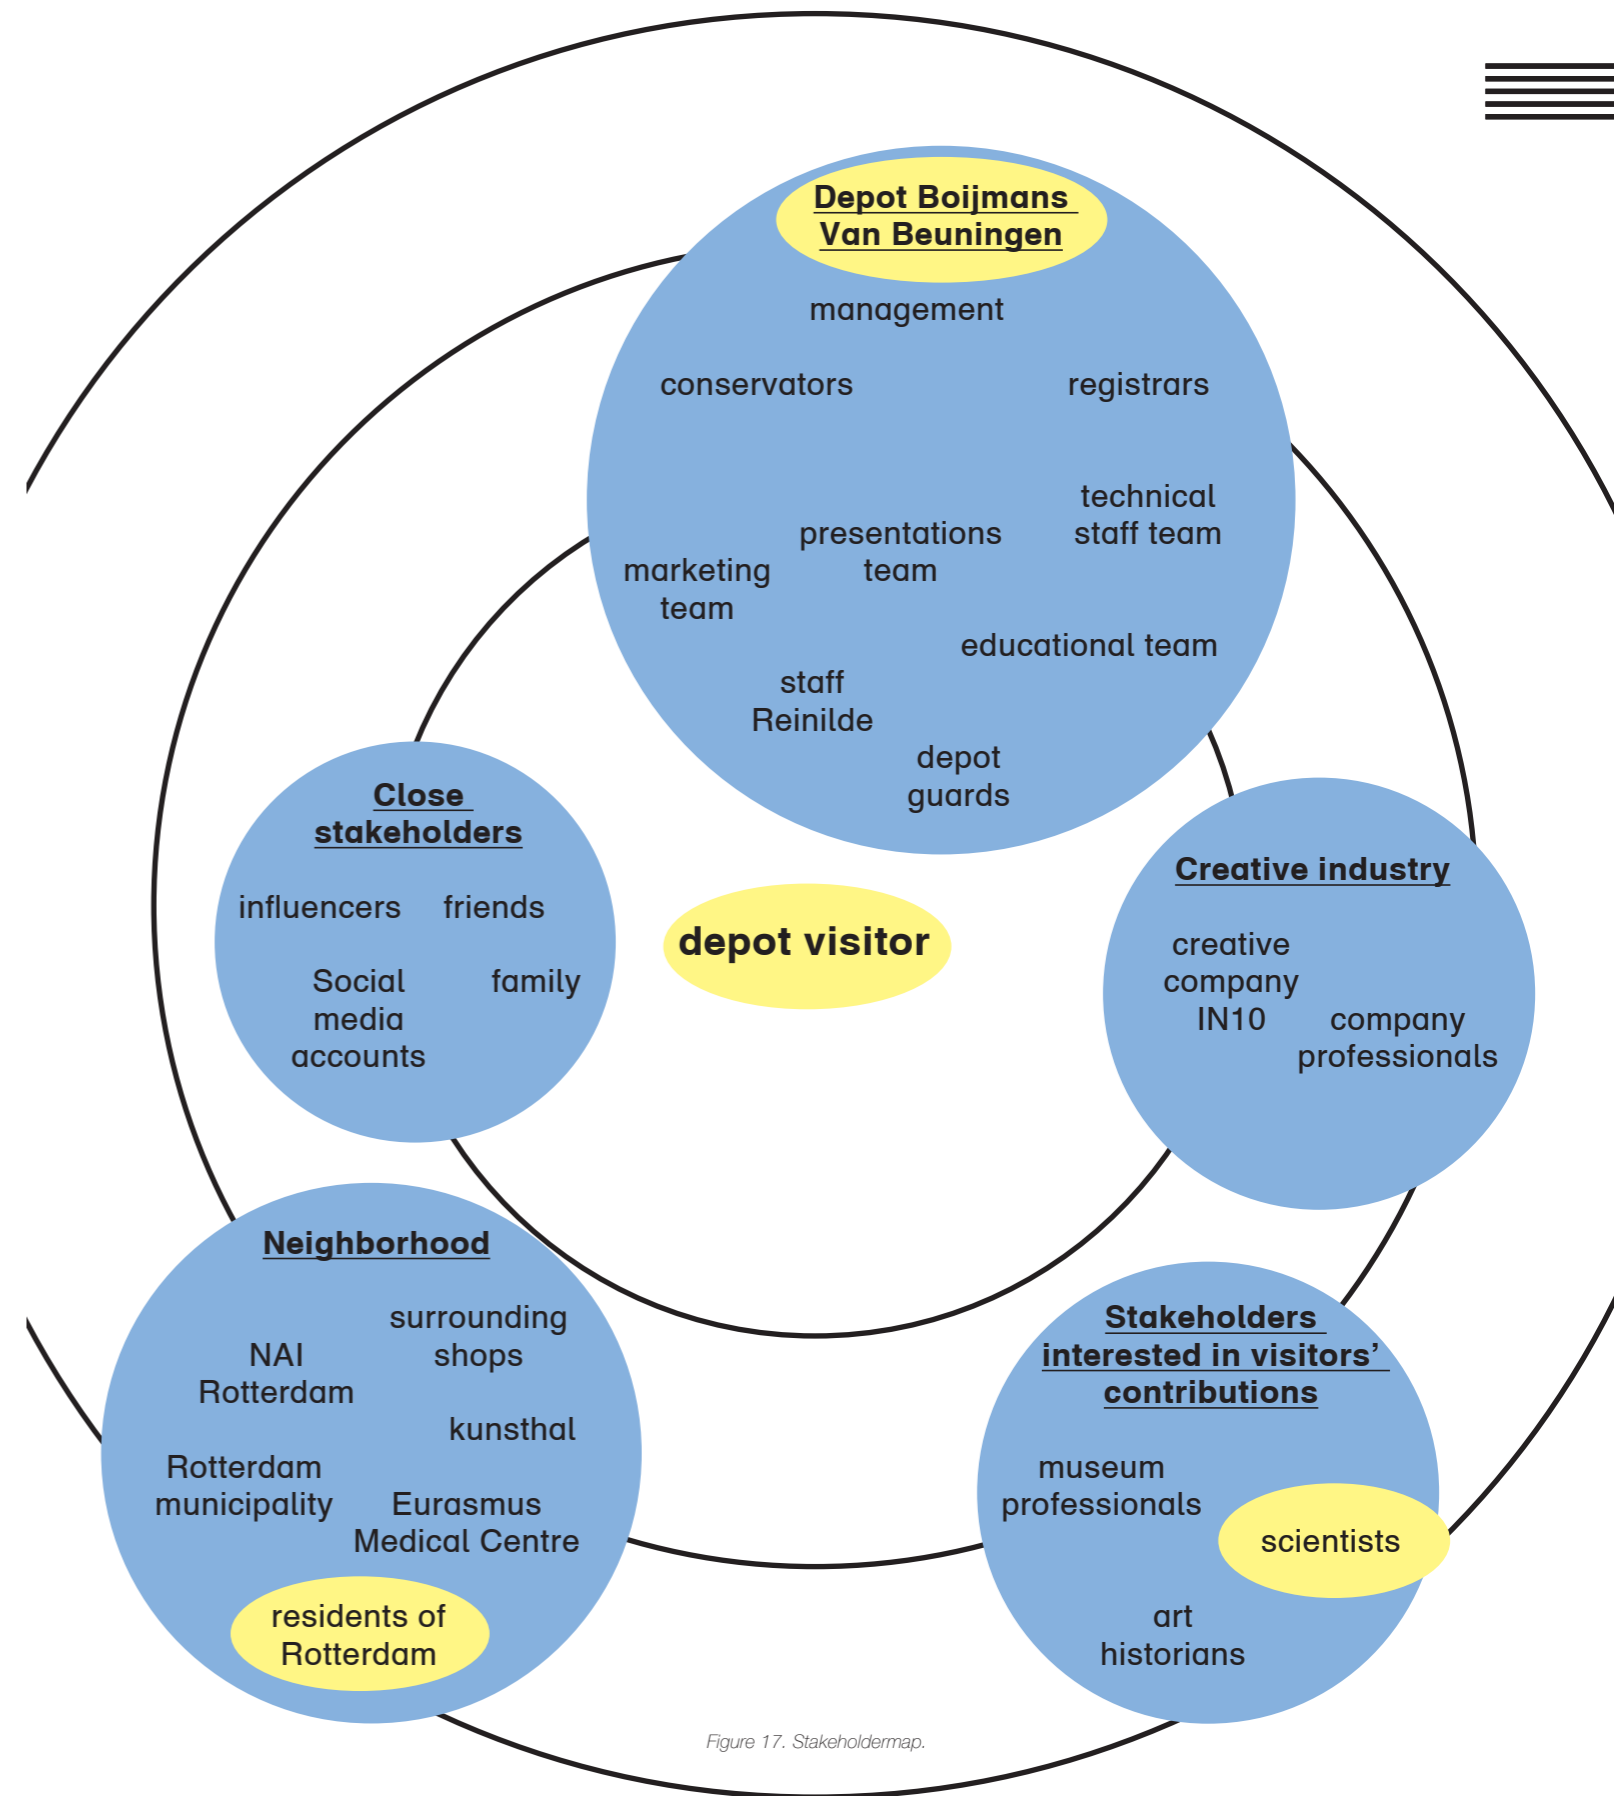 Depot Boijmans
Van Beuningen
management
conservators
registrars
technical
staff team
presentations
team
marketing
team
educational team
staff
Reinilde
depot
guards
Close
stakeholders
influencers
friends
Social
media
accounts
family
depot visitor
Creative industry
creative
company
IN10
company
professionals
Neighborhood
surrounding
shops
NAI
Rotterdam
kunsthal
Rotterdam
municipality
Eurasmus
Medical Centre
residents of
Rotterdam
Stakeholders
interested in visitors’
contributions
museum
professionals
scientists
art
historians
Figure 17. Stakeholdermap.